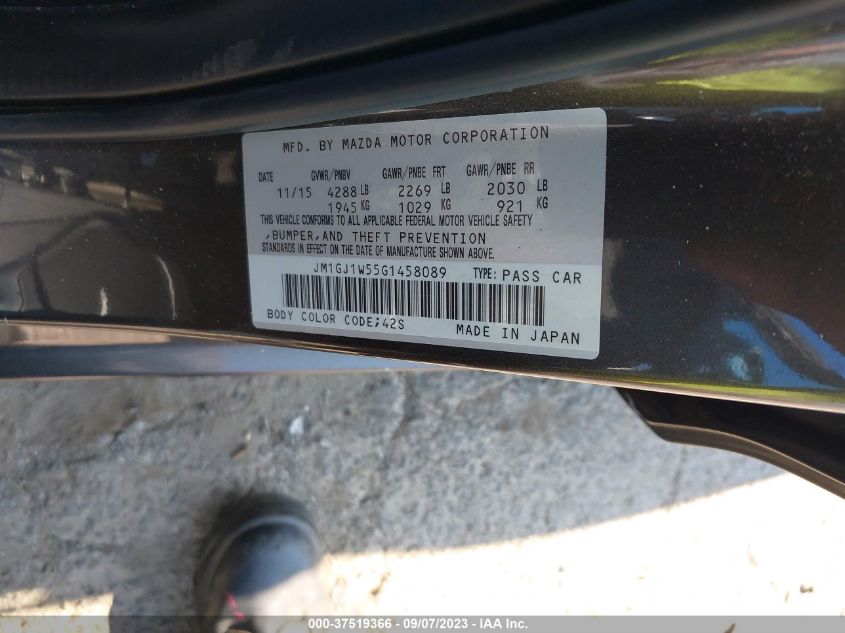 MFD. BY MAZDA MOTOR CORPORATION
DATE GVWR/PNBV GAWR/PNBE FRT GAWR/PNBE RR
11/15 4288 LB 2269 LB 2030 LB
1945 KG 1029 KG 921 KG
THIS VEHICLE CONFORMS TO ALL APPLICABLE FEDERAL MOTOR VEHICLE SAFETY
,BUMPER,AND THEFT PREVENTION
STANDARDS IN EFFECT ON THE DATE OF MANUFACTURE SHOWN ABOVE.
JM1GJ1W55G1458089 TYPE: PASS CAR
BODY COLOR CODE;42S MADE IN JAPAN
000-37519366 - 09/07/2023 - IAA Inc.